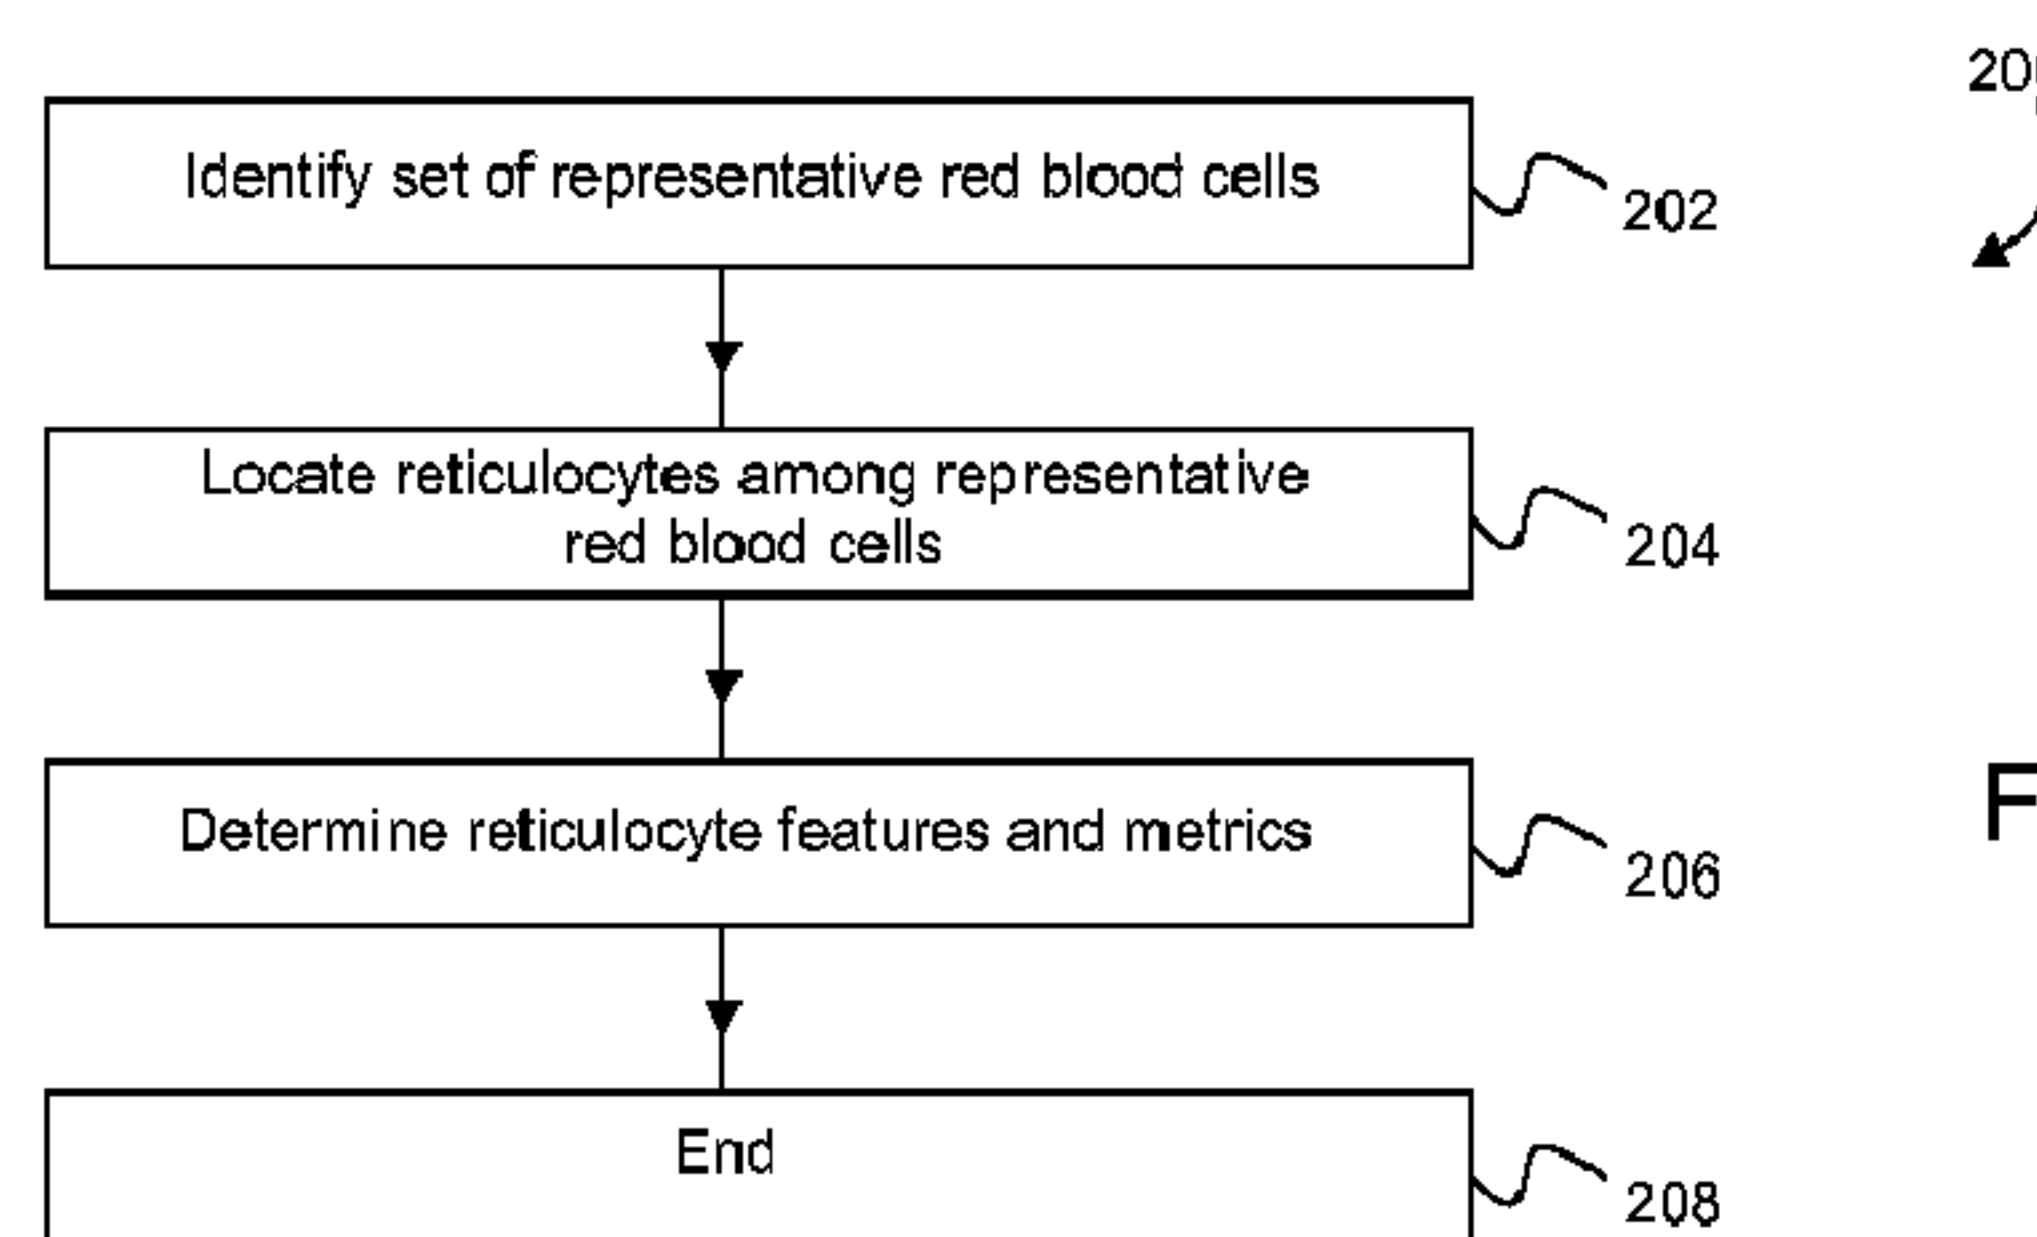 Identify set of representative red blood cells
202
Locate reticulocytes among representative
red blood cells
204
Determine reticulocyte features and metrics
206
End
208